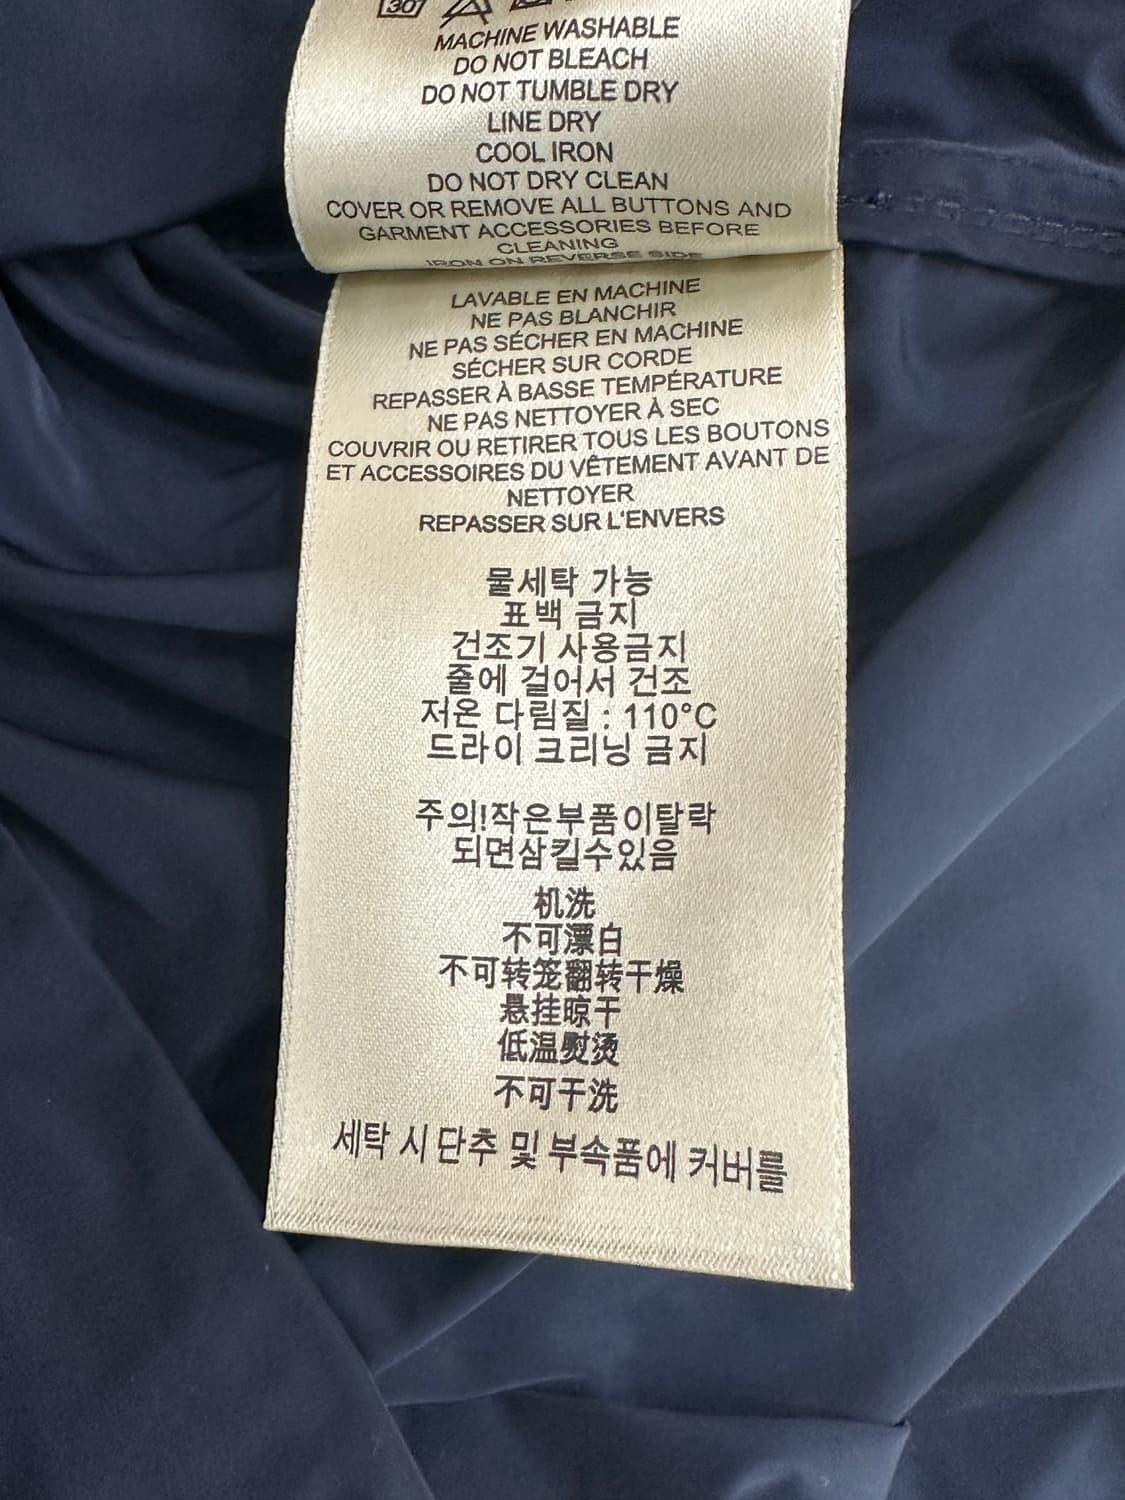 30
MACHINE WASHABLE
DO NOT BLEACH
DO NOT TUMBLE DRY
LINE DRY
COOL IRON
DO NOT DRY CLEAN
COVER OR REMOVE ALL BUTTONS AND
GARMENT ACCESSORIES BEFORE
CLEANING
IRON ON REVERSE SIDE
LAVABLE EN MACHINE
NE PAS BLANCHIR
NE PAS SÉCHER EN MACHINE
SÉCHER SUR CORDE
REPASSER À BASSE TEMPÉRATURE
NE PAS NETTOYER À SEC
COUVRIR OU RETIRER TOUS LES BOUTONS
ET ACCESSOIRES DU VÊTEMENT AVANT DE
NETTOYER
REPASSER SUR L'ENVERS
물세탁 가능
표백 금지
건조기 사용금지
줄에 걸어서 건조
저온 다림질 : 110°C
드라이 크리닝 금지
주의!작은부품이탈락
되면삼킬수있음
机洗
不可漂白
不可转笼翻转干燥
悬挂晾干
低温熨烫
不可干洗
세탁 시 단추 및 부속품에 커버를